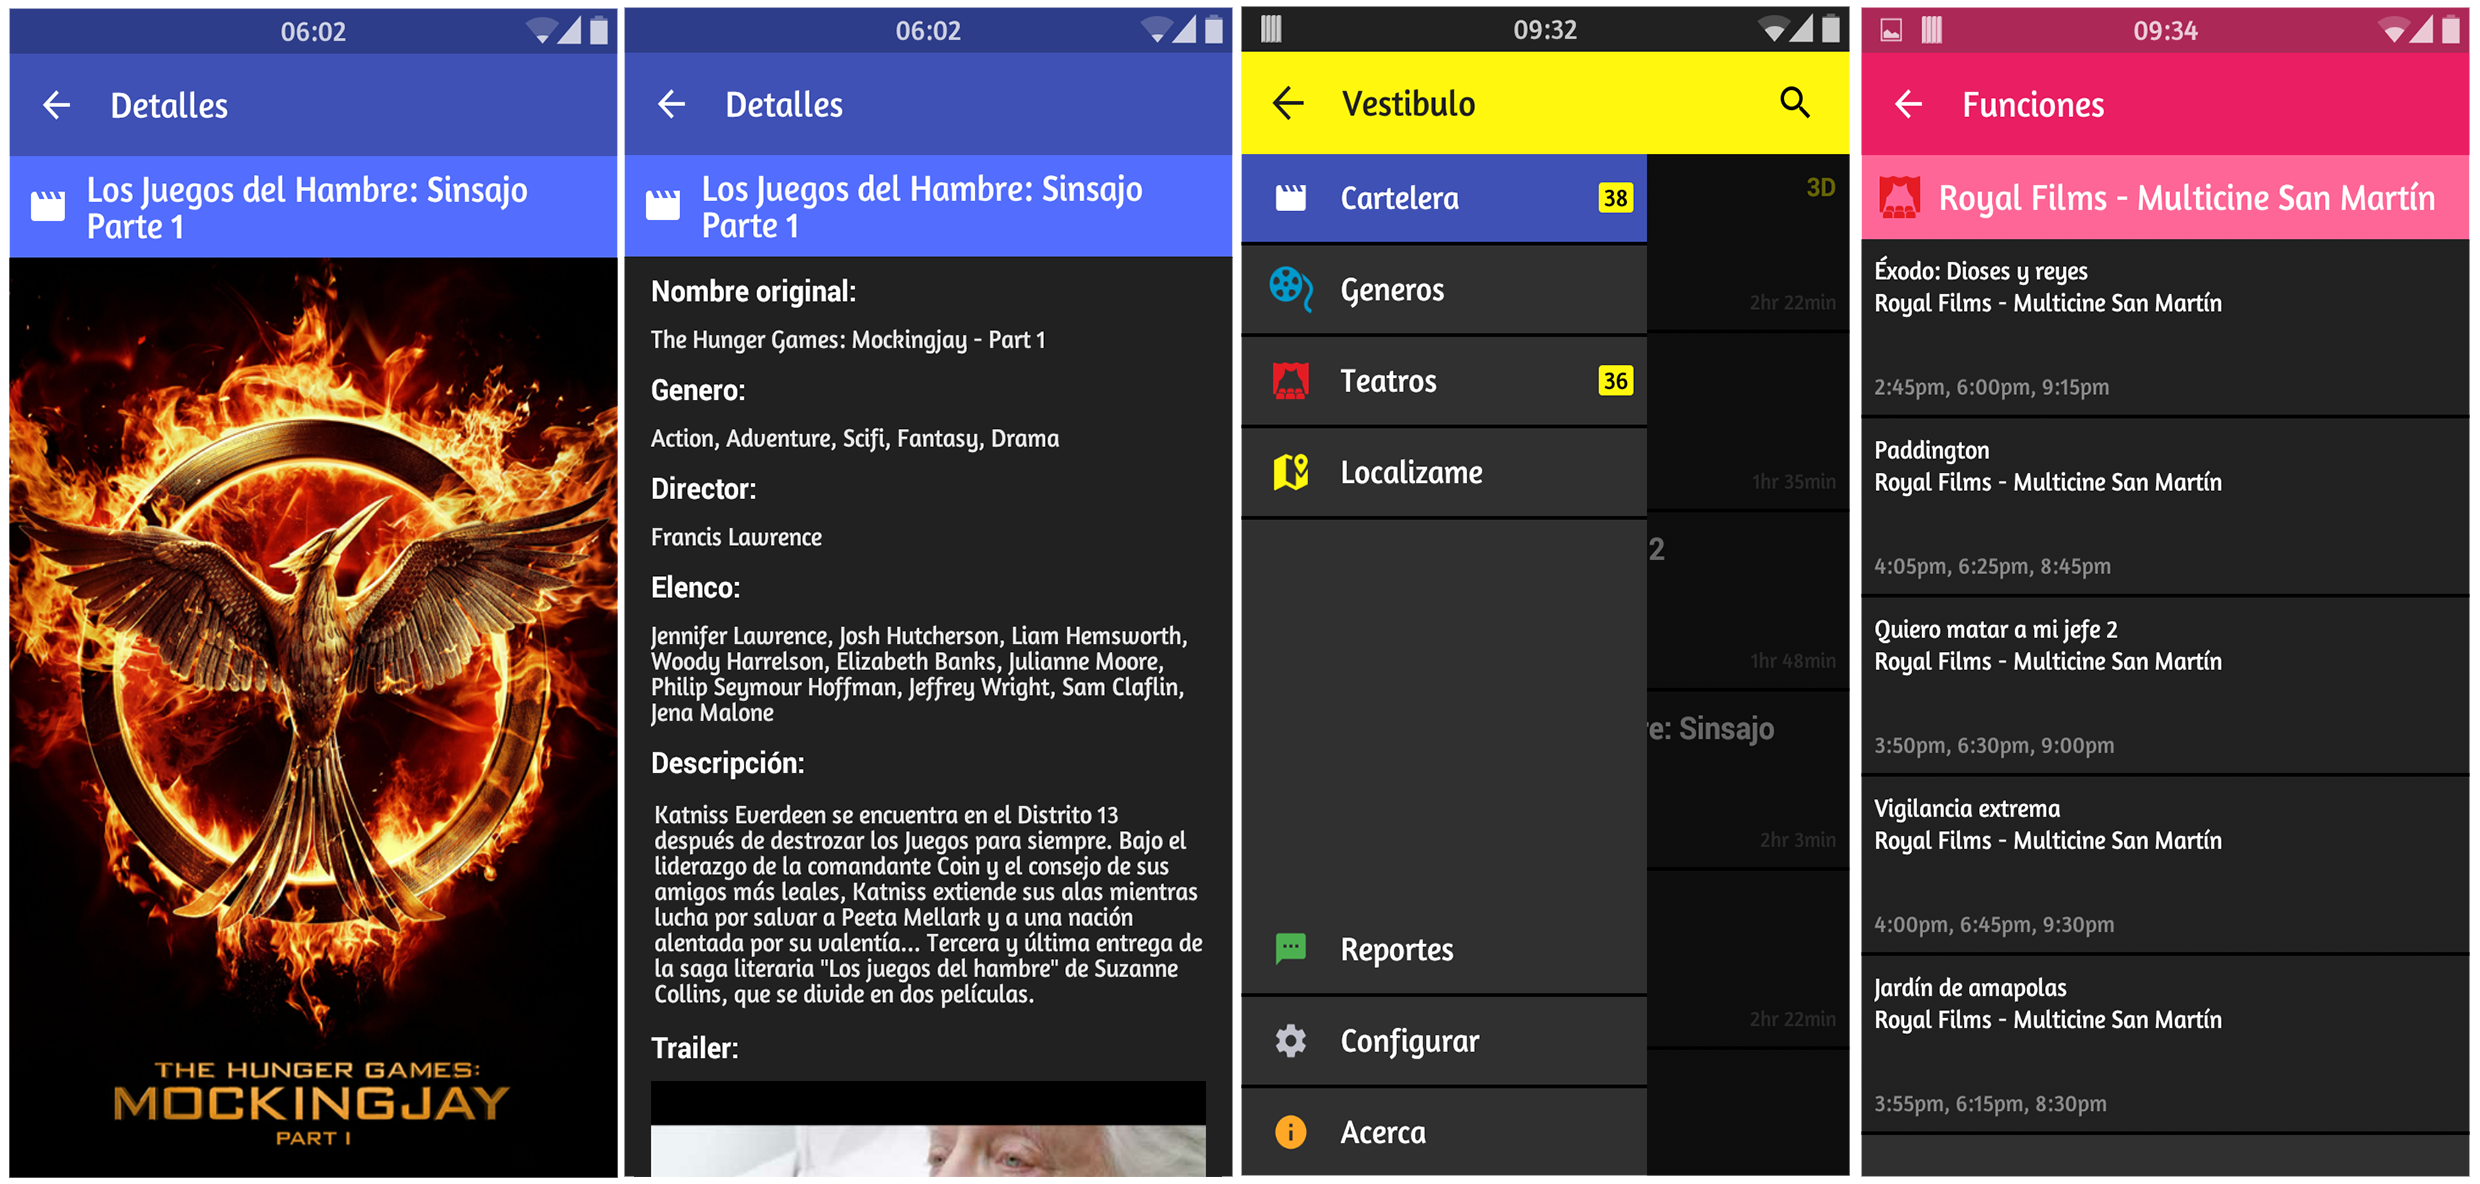 06:02
Detalles
Los Juegos del Hambre: Sinsajo
Parte 1
THE HUNGER GAMES:
MOCKINGJAY
PART I
06:02
Detalles
Los Juegos del Hambre: Sinsajo
Parte 1
Nombre original:
The Hunger Games: Mockingjay - Part 1
Genero:
Action, Adventure, Scifi, Fantasy, Drama
Director:
Francis Lawrence
Elenco:
Jennifer Lawrence, Josh Hutcherson, Liam Hemsworth,
Woody Harrelson, Elizabeth Banks, Julianne Moore,
Philip Seymour Hoffman, Jeffrey Wright, Sam Claflin,
Jena Malone
Descripción:
Katniss Everdeen se encuentra en el Distrito 13
después de destrozar los Juegos para siempre. Bajo el
liderazgo de la comandante Coin y el consejo de sus
amigos más leales, Katniss extiende sus alas mientras
lucha por salvar a Peeta Mellark y a una nación
alentada por su valentía... Tercera y última entrega de
la saga literaria "Los juegos del hambre" de Suzanne
Collins, que se divide en dos películas.
Trailer:
09:32
Vestibulo
Cartelera 38
Generos
Teatros 36
Localizame
Reportes
Configurar
Acerca
3D
2hr 22min
1hr 35min
2
1hr 48min
re: Sinsajo
2hr 3min
2hr 22min
09:34
Funciones
Royal Films - Multicine San Martín
Éxodo: Dioses y reyes
Royal Films - Multicine San Martín
2:45pm, 6:00pm, 9:15pm
Paddington
Royal Films - Multicine San Martín
4:05pm, 6:25pm, 8:45pm
Quiero matar a mi jefe 2
Royal Films - Multicine San Martín
3:50pm, 6:30pm, 9:00pm
Vigilancia extrema
Royal Films - Multicine San Martín
4:00pm, 6:45pm, 9:30pm
Jardín de amapolas
Royal Films - Multicine San Martín
3:55pm, 6:15pm, 8:30pm